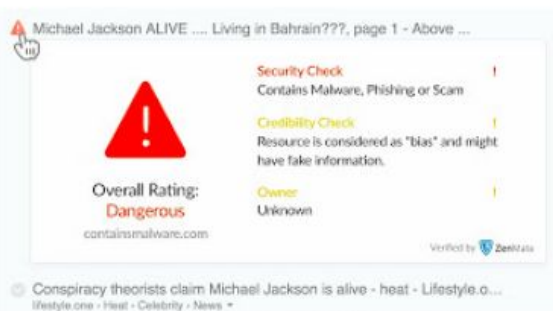 Michael Jackson ALIVE .... Living in Bahrain???, page 1 - Above ...
Security Check !
Contains Malware, Phishing or Scam
Credibility Check !
Resource is considered as "bias" and might
have fake information.
Owner !
Unknown
!
Overall Rating:
Dangerous
containsmalware.com
Verified by ZenMate
Conspiracy theorists claim Michael Jackson is alive - heat - Lifestyle.o...
lifestyle.one › Heat › Celebrity › News